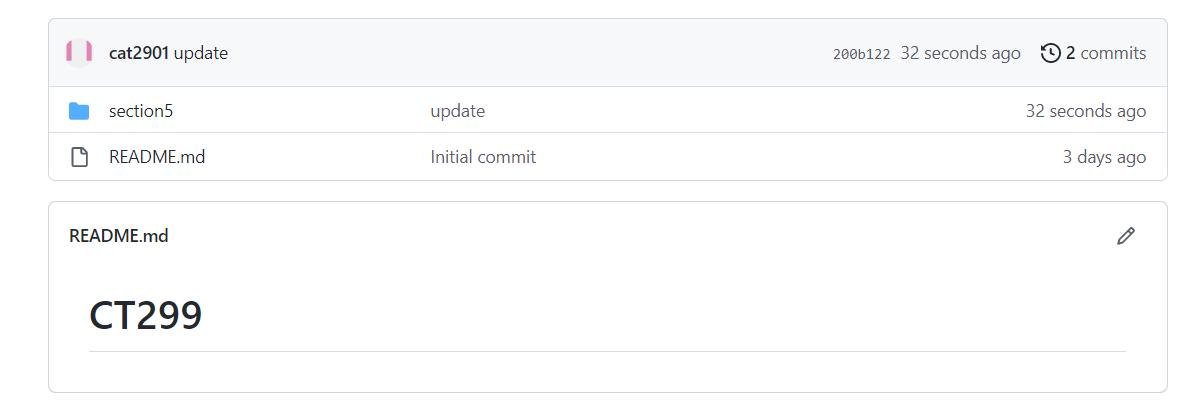 cat2901 update 200b122 32 seconds ago 2 commits
section5 update 32 seconds ago
README.md Initial commit 3 days ago
README.md
CT299